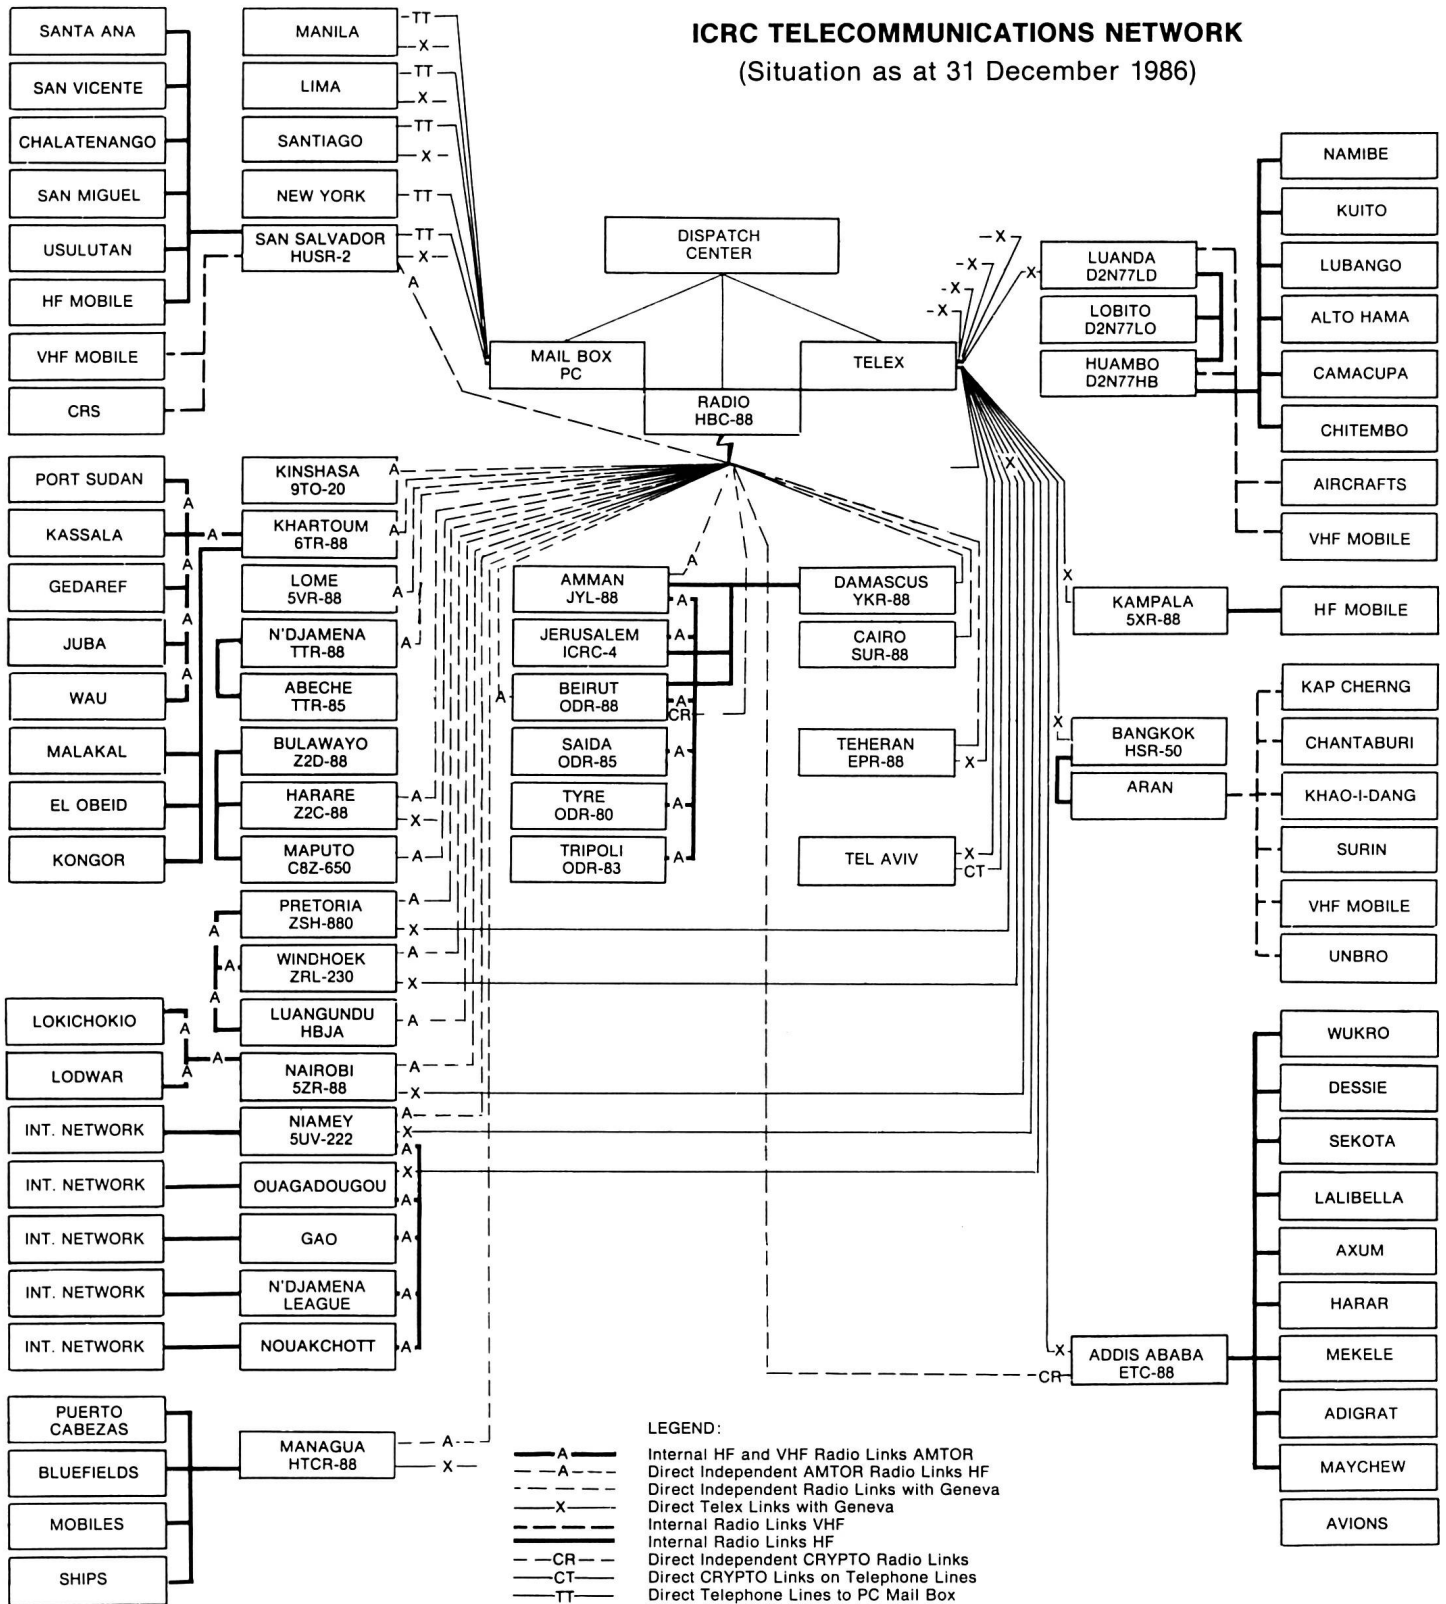 ICRC TELECOMMUNICATIONS NETWORK
(Situation as at 31 December 1986)
SANTA ANA
SAN VICENTE
CHALATENANGO
SAN MIGUEL
USULUTAN
HF MOBILE
VHF MOBILE
CRS
MANILA
TT
X
LIMA
TT
X
SANTIAGO
TT
X
NEW YORK
TT
SAN SALVADOR
HUSR-2
TT
X
A
DISPATCH
CENTER
MAIL BOX
PC
TELEX
RADIO
HBC-88
X
X
X
X
X
LUANDA
D2N77LD
LOBITO
D2N77LO
HUAMBO
D2N77HB
NAMIBE
KUITO
LUBANGO
ALTO HAMA
CAMACUPA
CHITEMBO
AIRCRAFTS
VHF MOBILE
PORT SUDAN
KASSALA
GEDAREF
JUBA
WAU
MALAKAL
EL OBEID
KONGOR
A
A
A
A
A
KINSHASA
9TO-20
A
KHARTOUM
6TR-88
A
LOME
5VR-88
A
N'DJAMENA
TTR-88
A
ABECHE
TTR-85
BULAWAYO
Z2D-88
HARARE
Z2C-88
A
X
MAPUTO
C8Z-650
A
PRETORIA
ZSH-880
A
X
A
A
A
WINDHOEK
ZRL-230
A
X
LUANGUNDU
HBJA
A
LOKICHOKIO
LODWAR
A
A
A
NAIROBI
5ZR-88
A
X
INT. NETWORK
NIAMEY
5UV-222
A
X
A
INT. NETWORK
OUAGADOUGOU
X
A
INT. NETWORK
GAO
A
INT. NETWORK
N'DJAMENA
LEAGUE
A
INT. NETWORK
NOUAKCHOTT
A
PUERTO
CABEZAS
BLUEFIELDS
MOBILES
SHIPS
MANAGUA
HTCR-88
A
X
AMMAN
JYL-88
A
A
JERUSALEM
ICRC-4
A
BEIRUT
ODR-88
A
A
CR
SAIDA
ODR-85
A
TYRE
ODR-80
A
TRIPOLI
ODR-83
A
DAMASCUS
YKR-88
CAIRO
SUR-88
TEHERAN
EPR-88
X
TEL AVIV
X
CT
X
X
KAMPALA
5XR-88
HF MOBILE
X
BANGKOK
HSR-50
ARAN
KAP CHERNG
CHANTABURI
KHAO-I-DANG
SURIN
VHF MOBILE
UNBRO
X
CR
ADDIS ABABA
ETC-88
WUKRO
DESSIE
SEKOTA
LALIBELLA
AXUM
HARAR
MEKELE
ADIGRAT
MAYCHEW
AVIONS
LEGEND:
A Internal HF and VHF Radio Links AMTOR
A Direct Independent AMTOR Radio Links HF
Direct Independent Radio Links with Geneva
X Direct Telex Links with Geneva
Internal Radio Links VHF
Internal Radio Links HF
CR Direct Independent CRYPTO Radio Links
CT Direct CRYPTO Links on Telephone Lines
TT Direct Telephone Lines to PC Mail Box